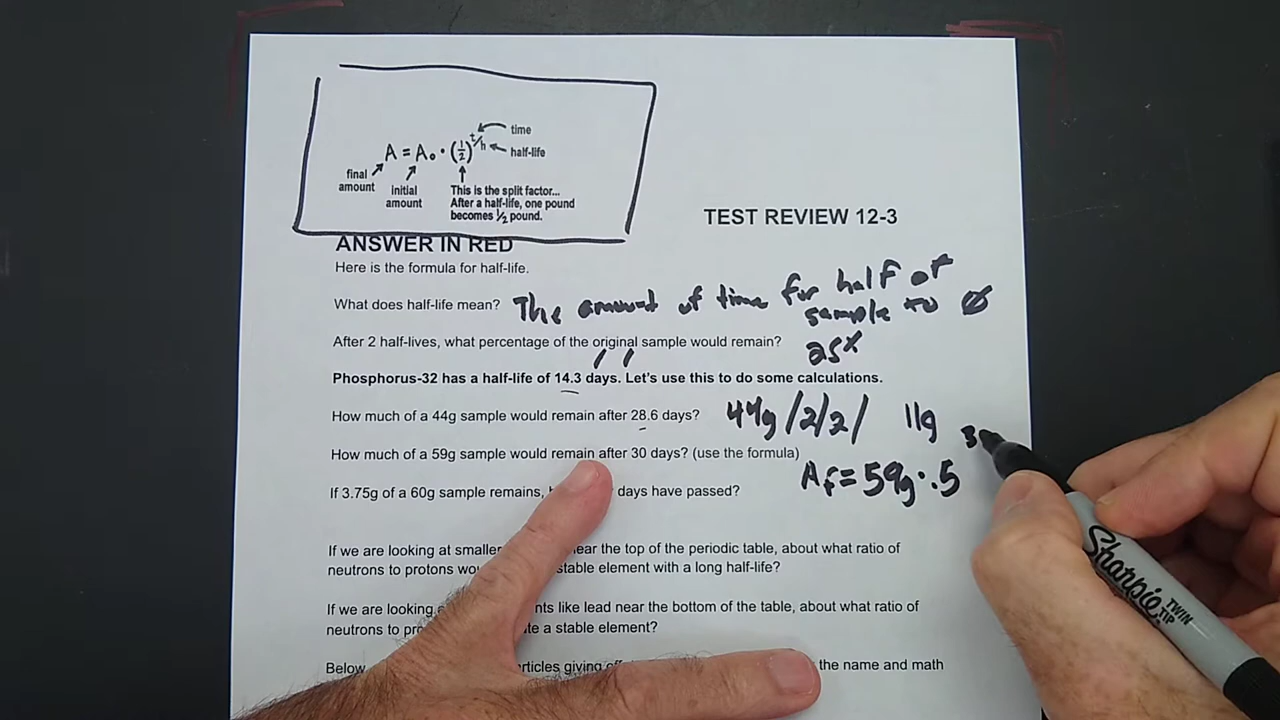 A = A₀ · (1/2)^t/h
time
half-life
final amount
initial amount
This is the split factor...
After a half-life, one pound
becomes 1/2 pound.
TEST REVIEW 12-3
ANSWER IN RED
Here is the formula for half-life.
What does half-life mean? The amount of time for half of
sample to
After 2 half-lives, what percentage of the original sample would remain? 25%
Phosphorus-32 has a half-life of 14.3 days. Let's use this to do some calculations.
How much of a 44g sample would remain after 28.6 days? 44g /2/2/ 11g
How much of a 59g sample would remain after 30 days? (use the formula)
Af = 59g · .5
If 3.75g of a 60g sample remains, days have passed?
If we are looking at smaller near the top of the periodic table, about what ratio of
neutrons to protons stable element with a long half-life?
If we are looking like lead near the bottom of the table, about what ratio of
neutrons to a stable element?
Below the name and math
Sharpie TWIN TIP